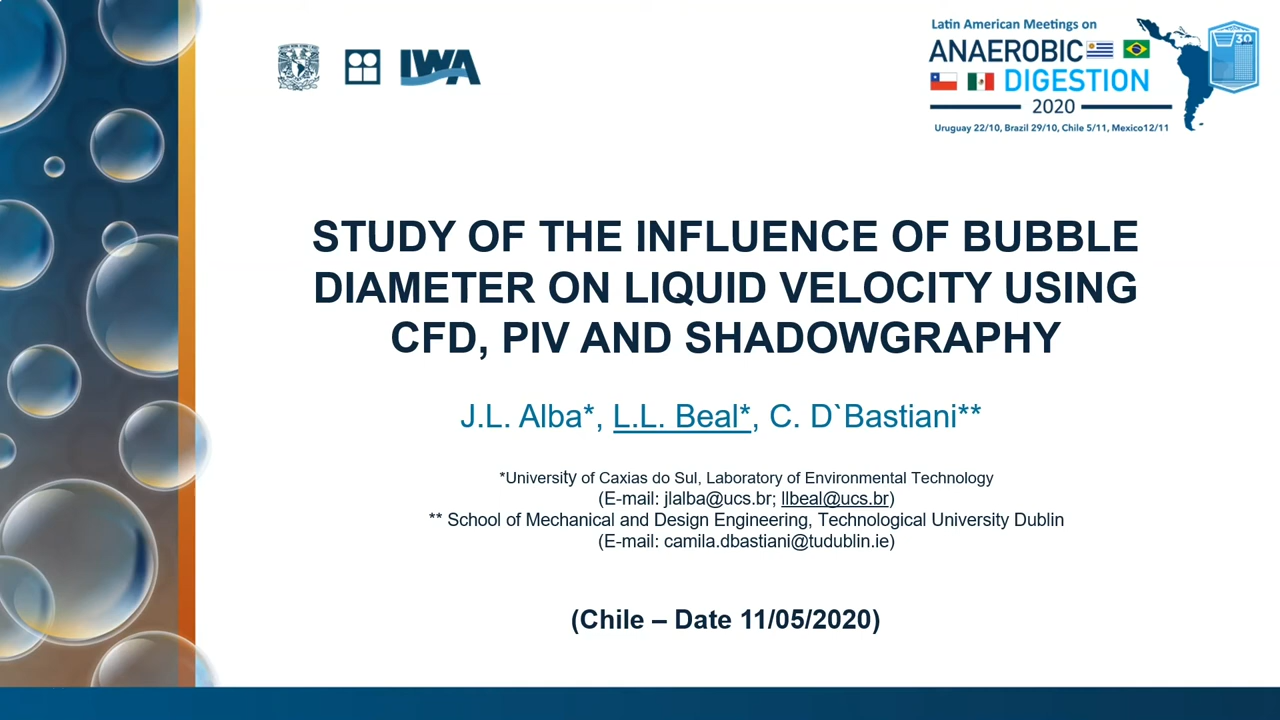 IWA
Latin American Meetings on
ANAEROBIC
DIGESTION
2020
Uruguay 22/10, Brazil 29/10, Chile 5/11, Mexico12/11
30
STUDY OF THE INFLUENCE OF BUBBLE
DIAMETER ON LIQUID VELOCITY USING
CFD, PIV AND SHADOWGRAPHY
J.L. Alba*, L.L. Beal*, C. D`Bastiani**
*University of Caxias do Sul, Laboratory of Environmental Technology
(E-mail: jlalba@ucs.br; llbeal@ucs.br)
** School of Mechanical and Design Engineering, Technological University Dublin
(E-mail: camila.dbastiani@tudublin.ie)
(Chile – Date 11/05/2020)